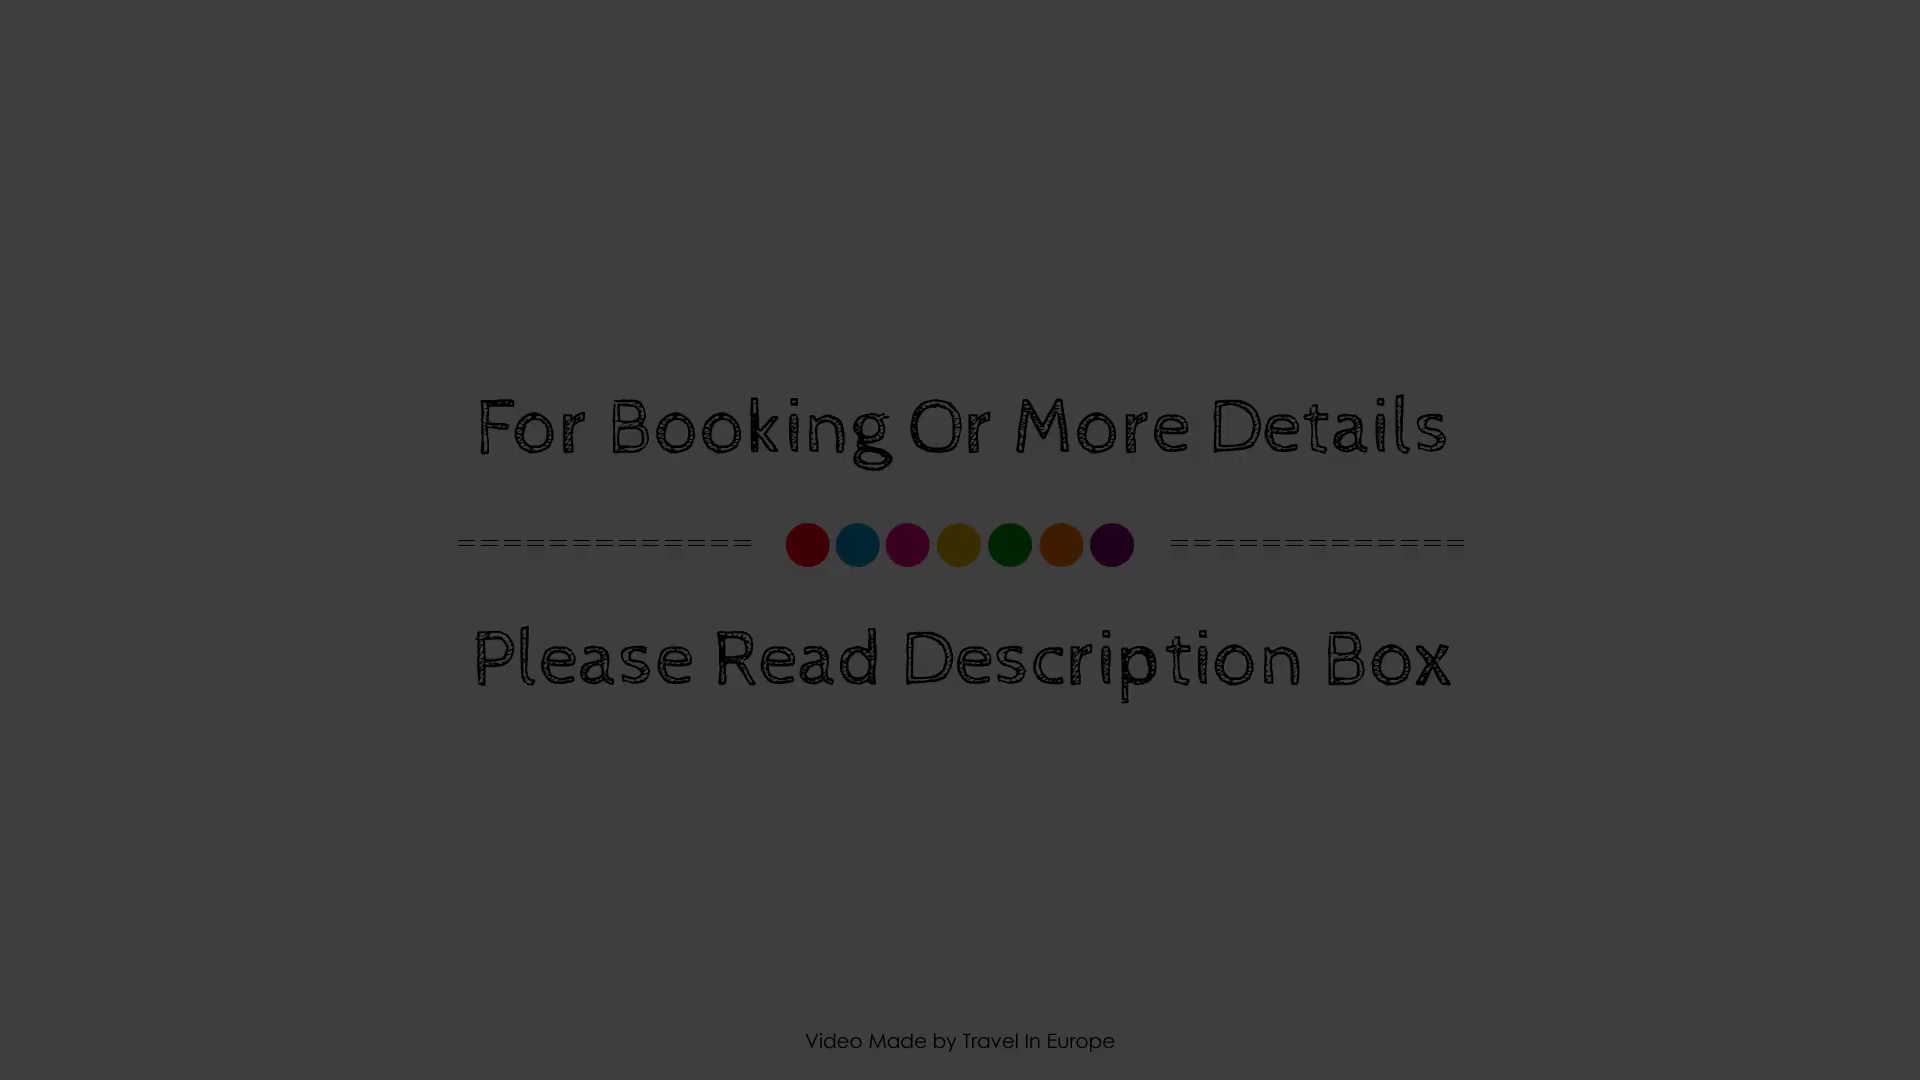 For Booking Or More Details
============= =============
Please Read Description Box
Video Made by Travel In Europe